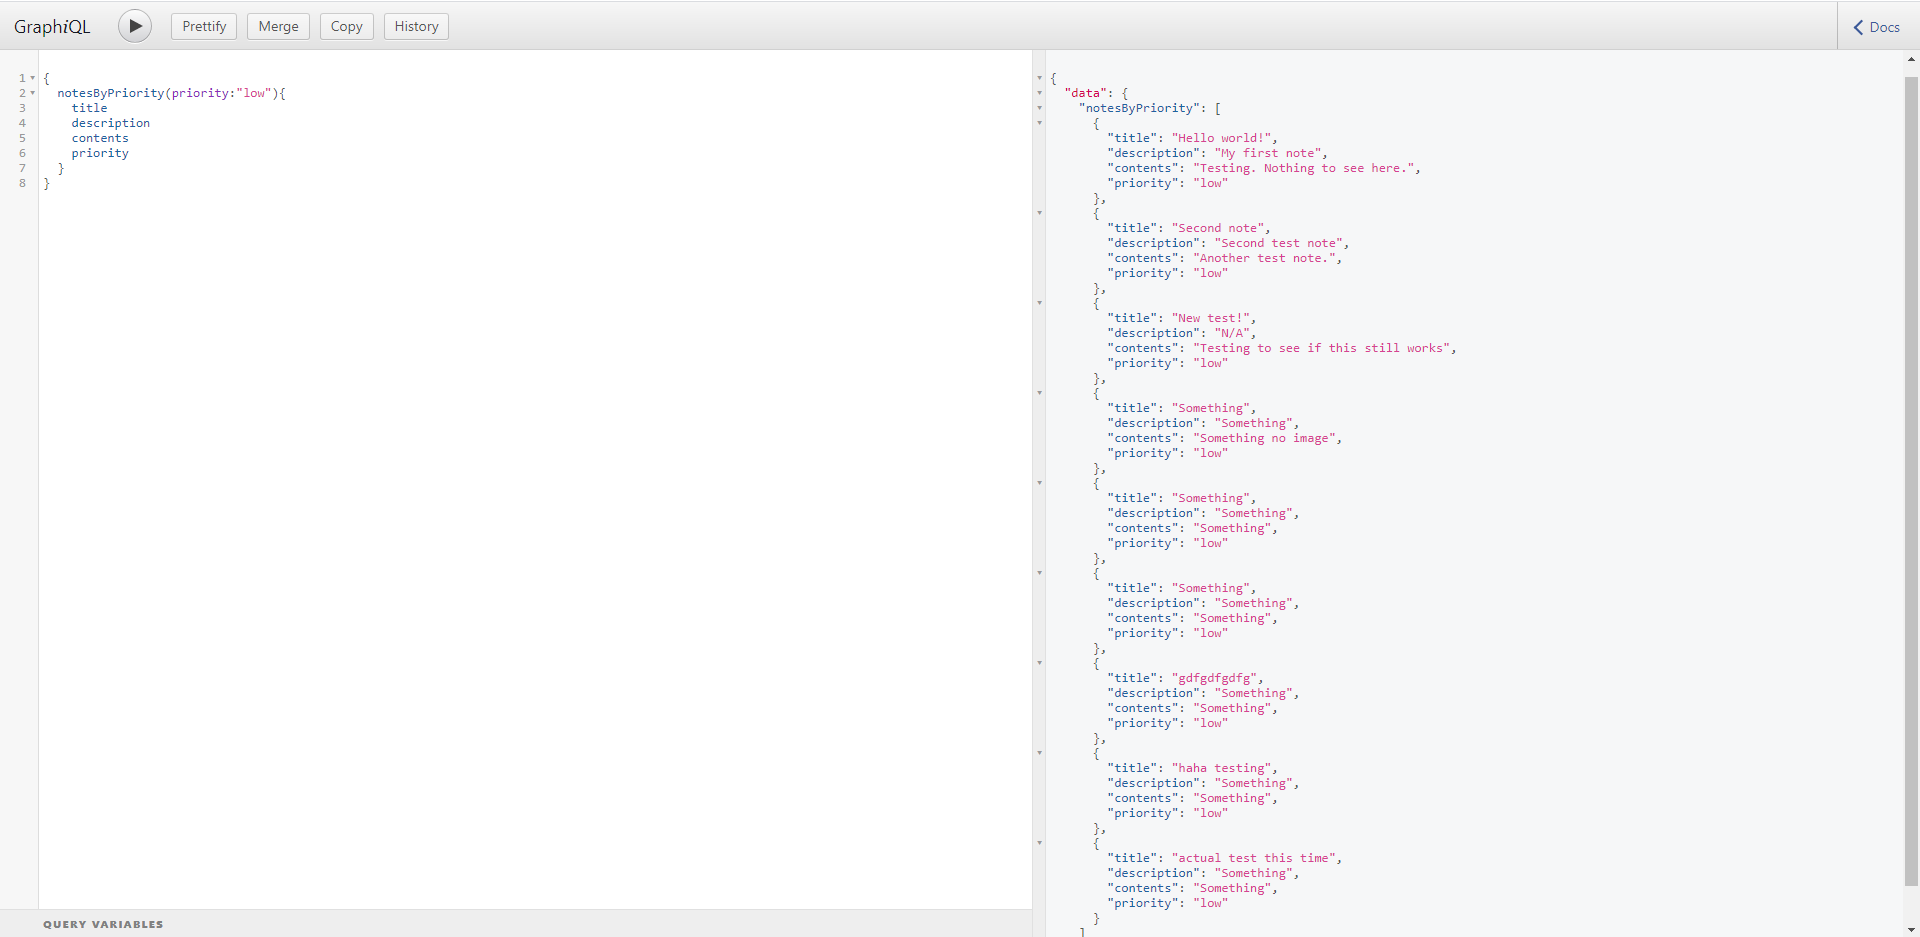 GraphiQL Prettify Merge Copy History Docs
1 {
2 notesByPriority(priority:"low"){
3 title
4 description
5 contents
6 priority
7 }
8 }
QUERY VARIABLES
{
"data": {
"notesByPriority": [
{
"title": "Hello world!",
"description": "My first note",
"contents": "Testing. Nothing to see here.",
"priority": "low"
},
{
"title": "Second note",
"description": "Second test note",
"contents": "Another test note.",
"priority": "low"
},
{
"title": "New test!",
"description": "N/A",
"contents": "Testing to see if this still works",
"priority": "low"
},
{
"title": "Something",
"description": "Something",
"contents": "Something no image",
"priority": "low"
},
{
"title": "Something",
"description": "Something",
"contents": "Something",
"priority": "low"
},
{
"title": "Something",
"description": "Something",
"contents": "Something",
"priority": "low"
},
{
"title": "gdfgdfgdfg",
"description": "Something",
"contents": "Something",
"priority": "low"
},
{
"title": "haha testing",
"description": "Something",
"contents": "Something",
"priority": "low"
},
{
"title": "actual test this time",
"description": "Something",
"contents": "Something",
"priority": "low"
}
]